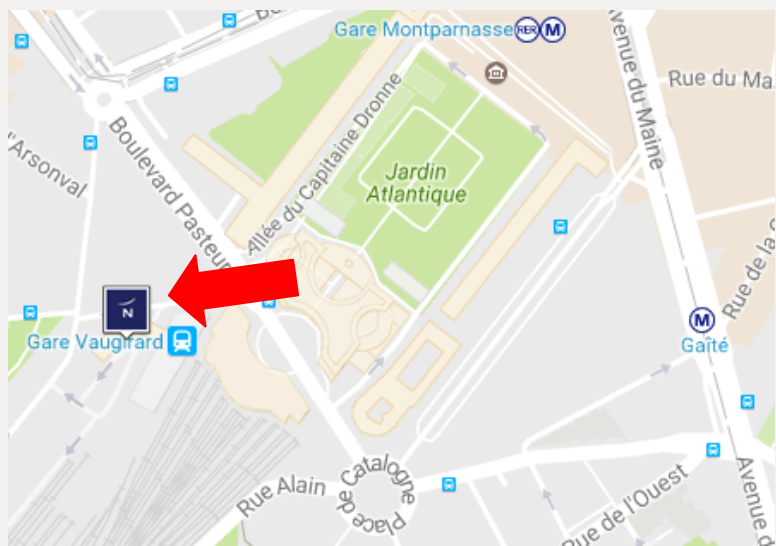 Gare Montparnasse RER M
Avenue du Maine
Rue du Ma
d'Arsonval
Boulevard Pasteur
Allée du Capitaine Dronne
Jardin
Atlantique
N
Gare Vaugirard
M
Gaîté
Rue de la
Rue Alain
Place de Catalogne
Rue de l'Ouest
Avenue d